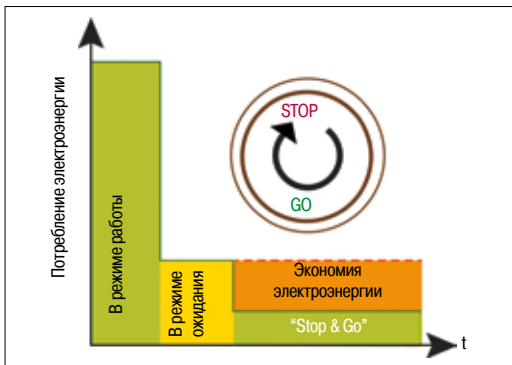 Потребление электроэнергии
В режиме работы
В режиме
ожидания
STOP
GO
Экономия
электроэнергии
“Stop & Go”
t